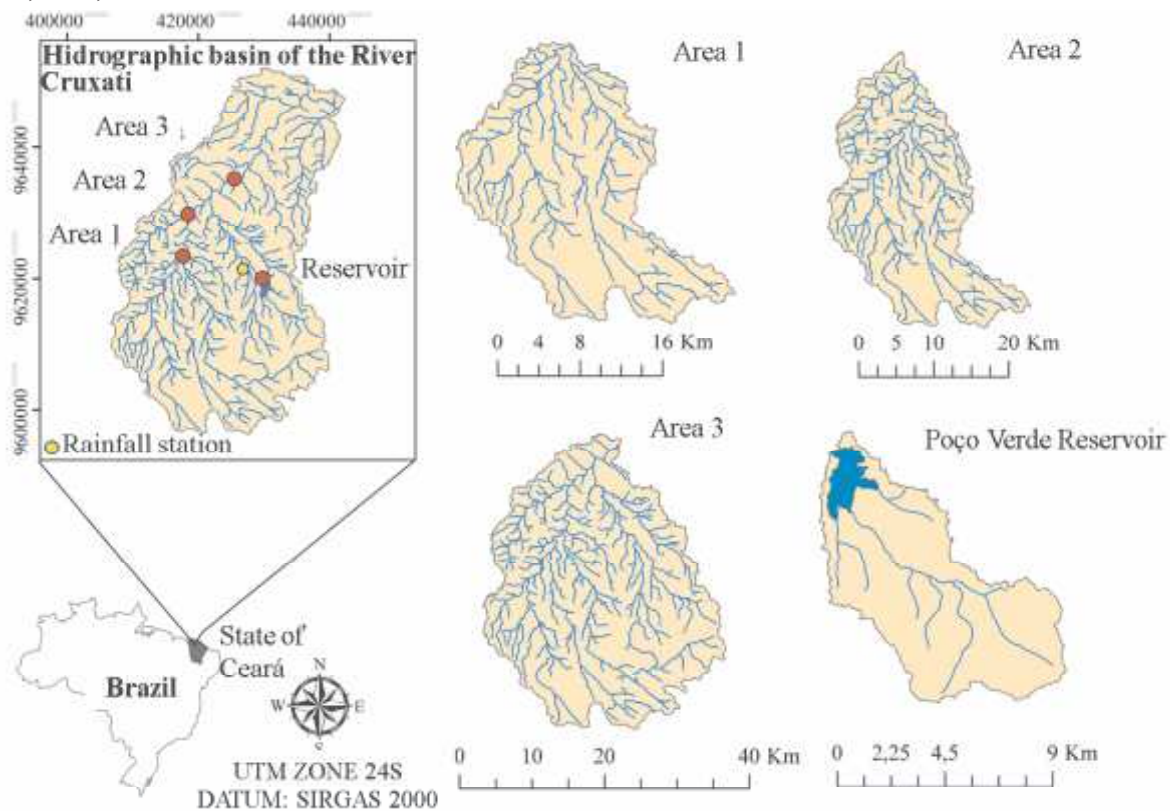 400000 420000 440000
Hidrographic basin of the River
Cruxati
Area 3
Area 2
Area 1
Reservoir
Rainfall station
9640000
9620000
9600000
Area 1
0 4 8 16 Km
Area 2
0 5 10 20 Km
Area 3
0 10 20 40 Km
Poço Verde Reservoir
0 2,25 4,5 9 Km
State of
Ceará
Brazil
N
W E
S
UTM ZONE 24S
DATUM: SIRGAS 2000